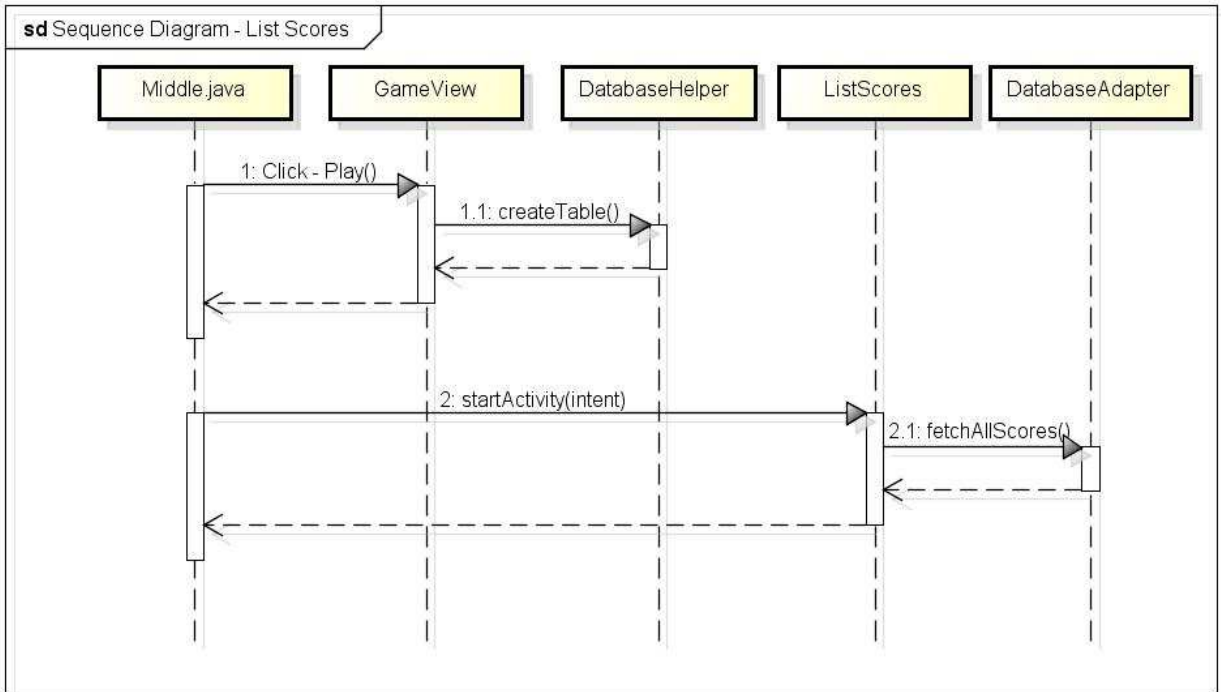 sd Sequence Diagram - List Scores
Middle.java
GameView
DatabaseHelper
ListScores
DatabaseAdapter
1: Click - Play()
1.1: createTable()
2: startActivity(intent)
2.1: fetchAllScores()